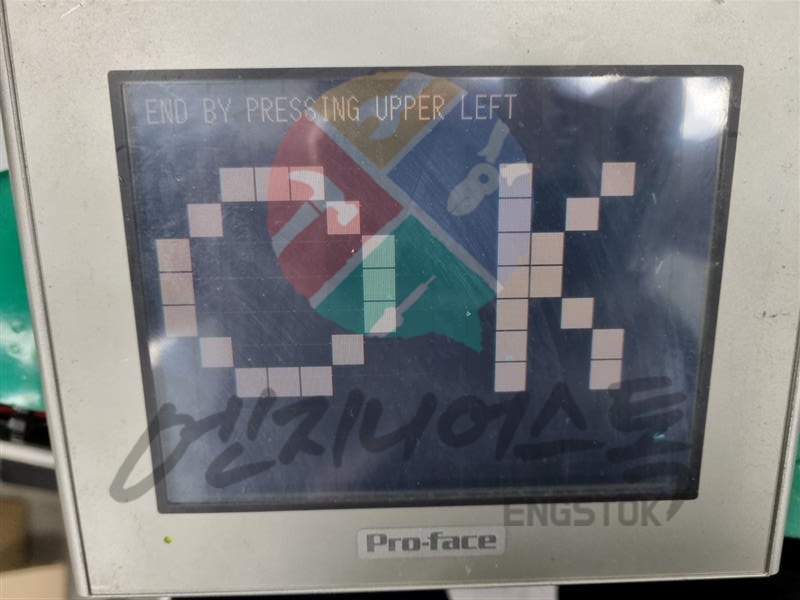 END BY PRESSING UPPER LEFT
OK
엔지니어스톡
ENGSTOK
Pro-face